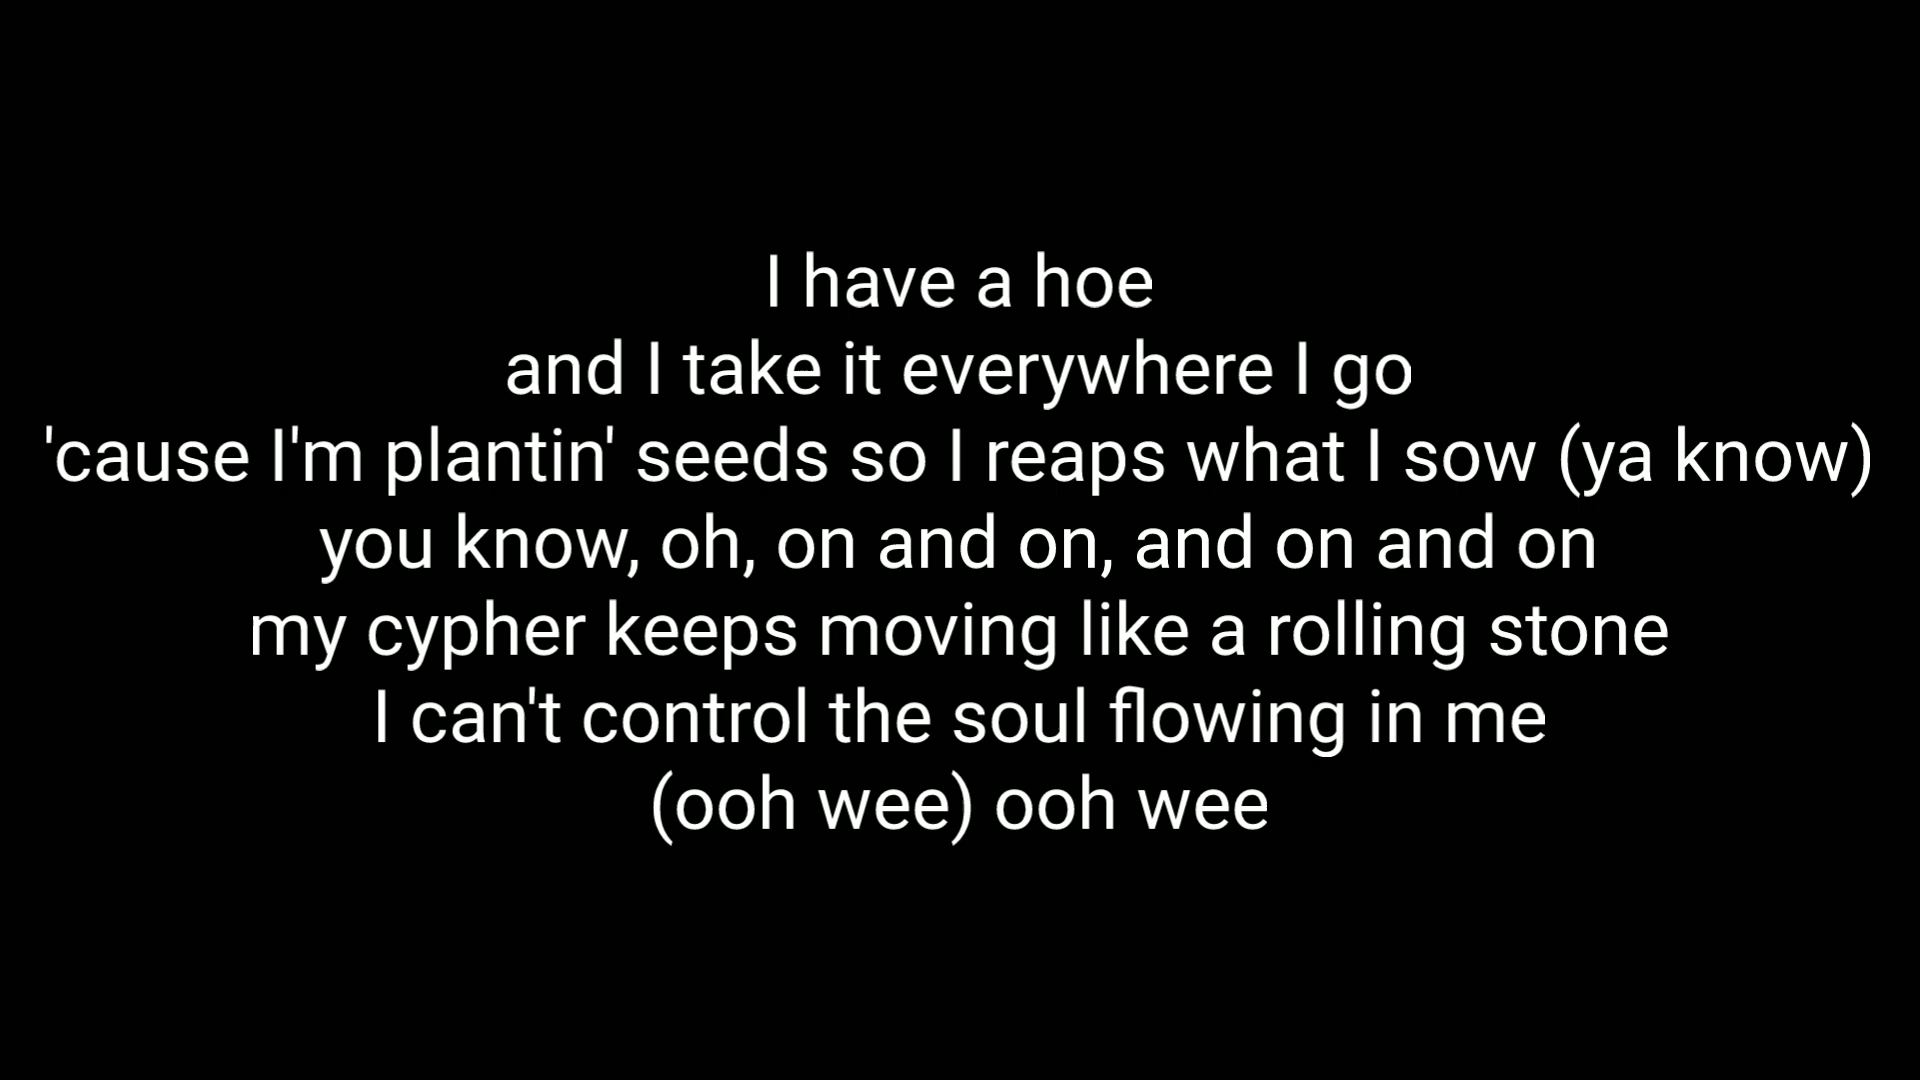 I have a hoe
and I take it everywhere I go
'cause I'm plantin' seeds so I reaps what I sow (ya know)
you know, oh, on and on, and on and on
my cypher keeps moving like a rolling stone
I can't control the soul flowing in me
(ooh wee) ooh wee